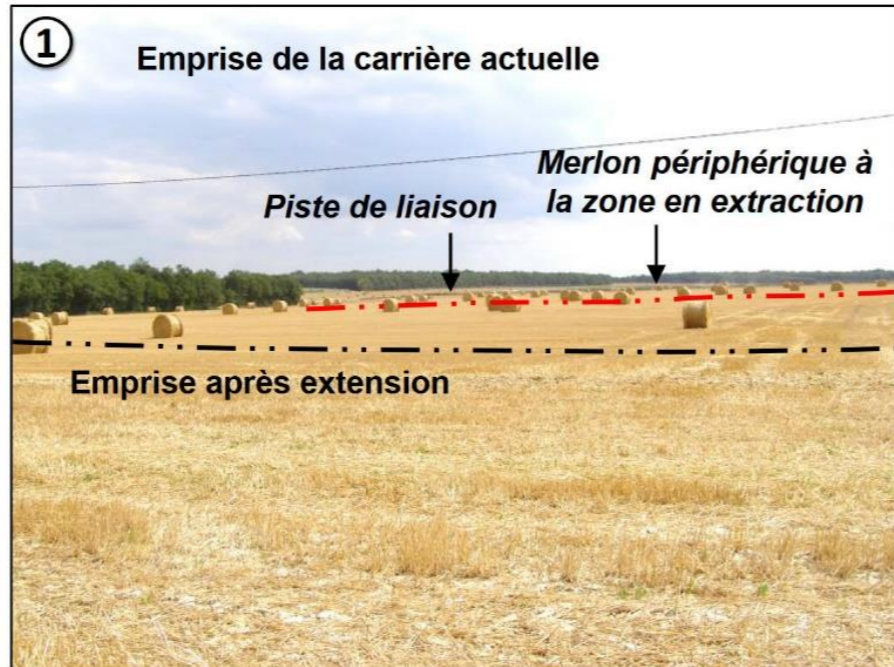 1
Emprise de la carrière actuelle
Piste de liaison
Merlon périphérique à
la zone en extraction
Emprise après extension